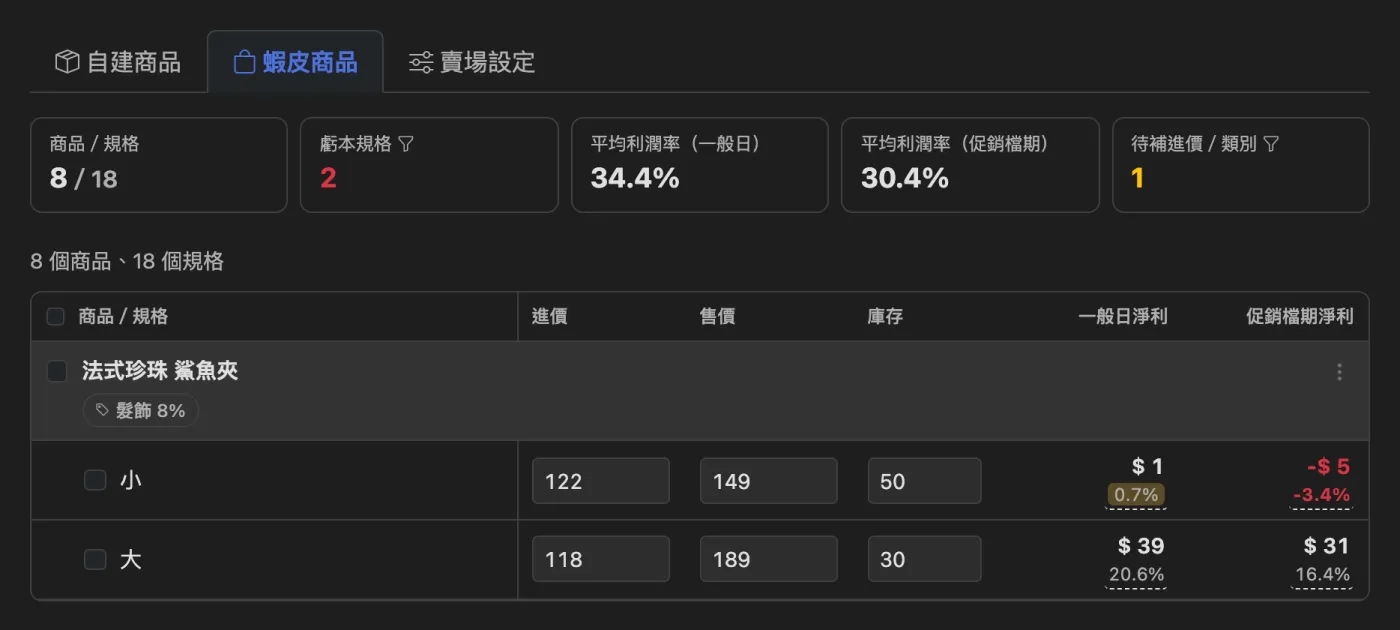 自建商品 蝦皮商品 賣場設定
商品 / 規格 虧本規格 平均利潤率（一般日） 平均利潤率（促銷檔期） 待補進價 / 類別
8 / 18 2 34.4% 30.4% 1
8 個商品、18 個規格
商品 / 規格 進價 售價 庫存 一般日淨利 促銷檔期淨利
法式珍珠 鯊魚夾
髮飾 8%
小 122 149 50 $ 1 -$ 5
0.7% -3.4%
大 118 189 30 $ 39 $ 31
20.6% 16.4%